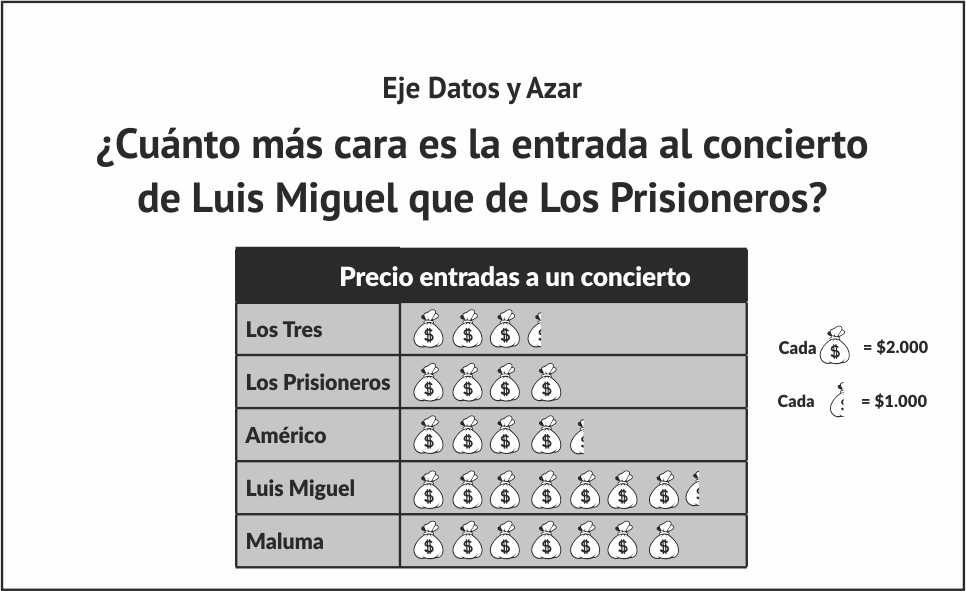 Eje Datos y Azar
¿Cuánto más cara es la entrada al concierto
de Luis Miguel que de Los Prisioneros?
Precio entradas a un concierto
Los Tres
Los Prisioneros
Américo
Luis Miguel
Maluma
Cada $ = $2.000
Cada $ = $1.000